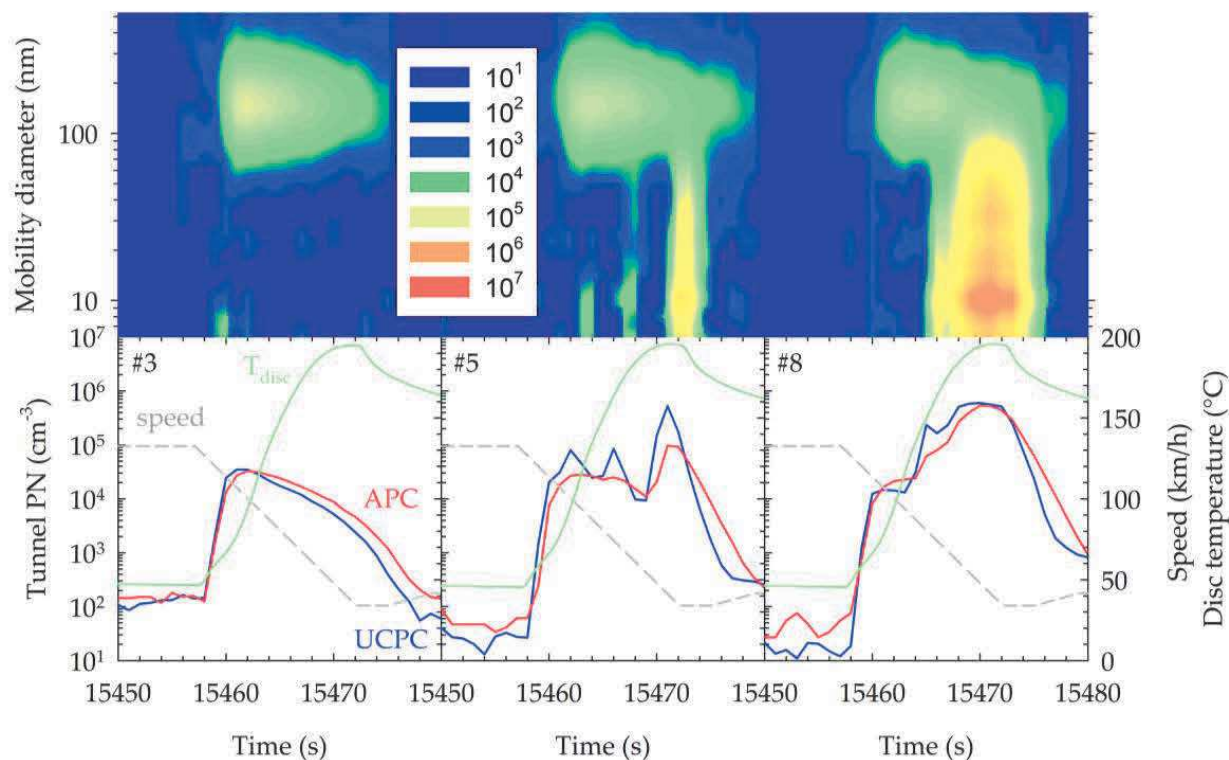 Mobility diameter (nm)
100
10
10¹
10²
10³
10⁴
10⁵
10⁶
10⁷
Tunnel PN (cm⁻³)
10⁷
10⁶
10⁵
10⁴
10³
10²
10¹
#3
T_disc
speed
APC
UCPC
#5
#8
200
150
100
50
0
Speed (km/h)
Disc temperature (°C)
15450 15460 15470 15450 15460 15470 15450 15460 15470 15480
Time (s) Time (s) Time (s)